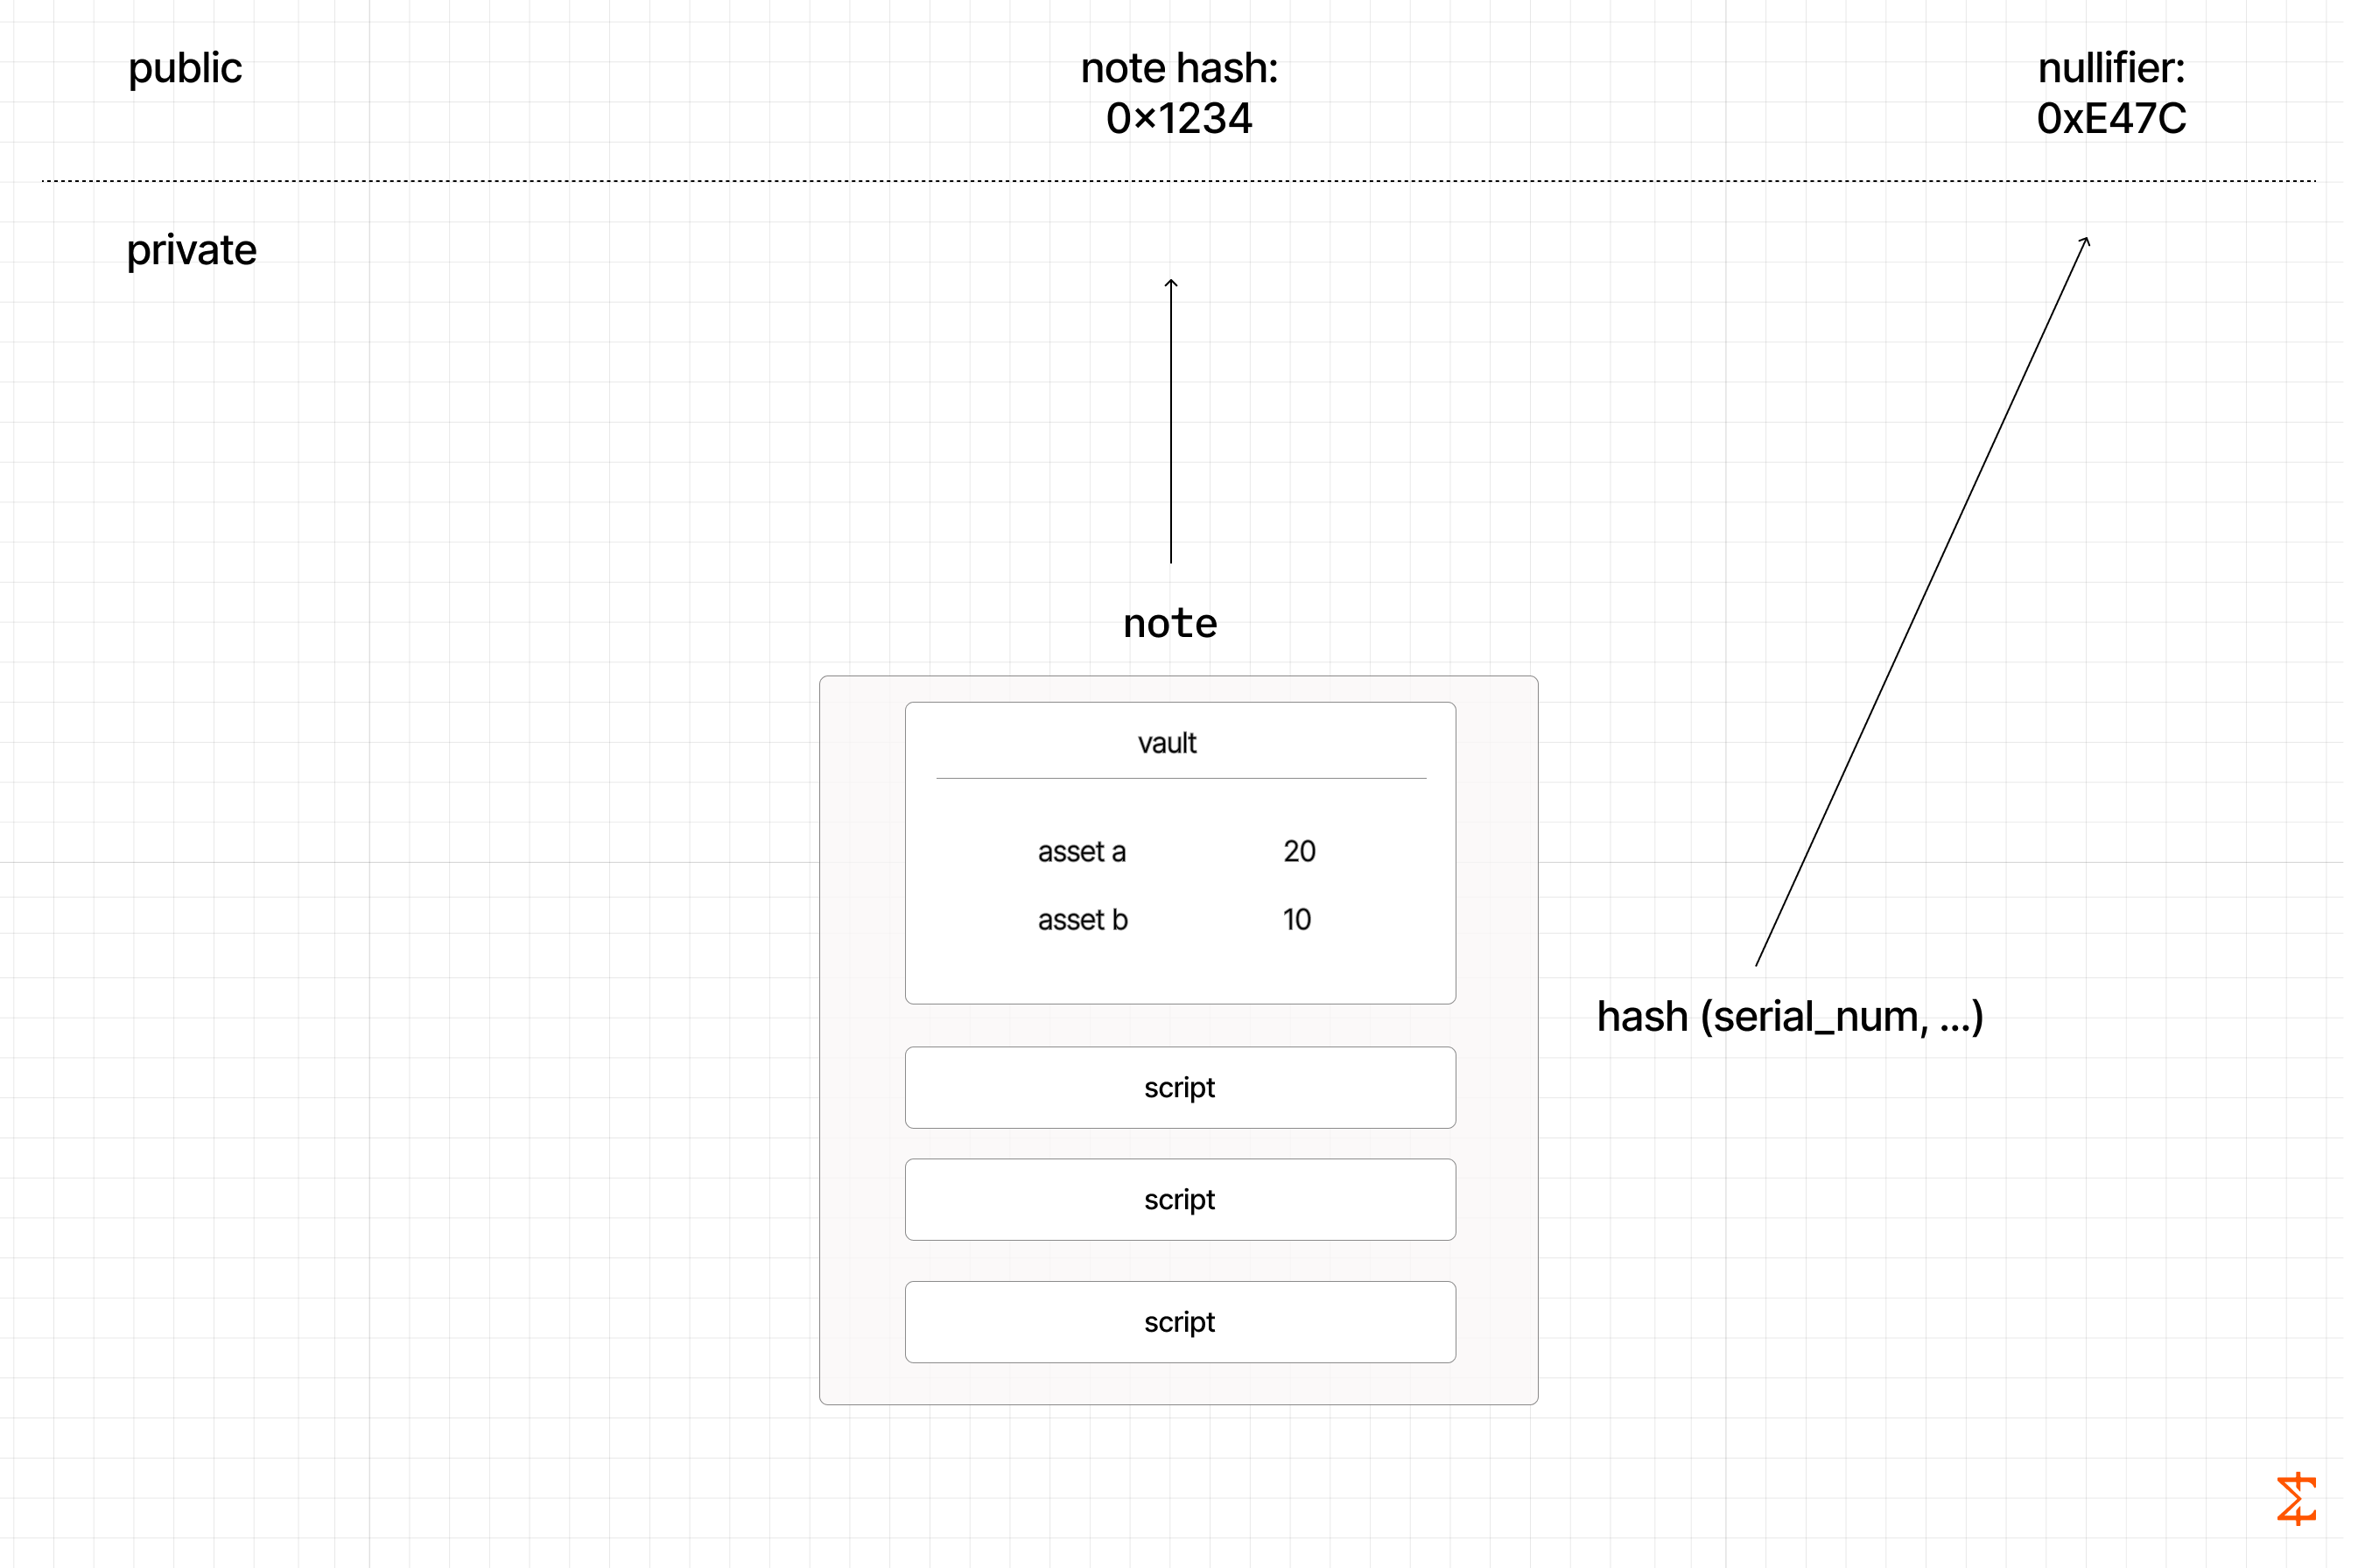 public
note hash:
0×1234
nullifier:
0xE47C
private
note
vault
asset a 20
asset b 10
hash (serial_num, ...)
script
script
script